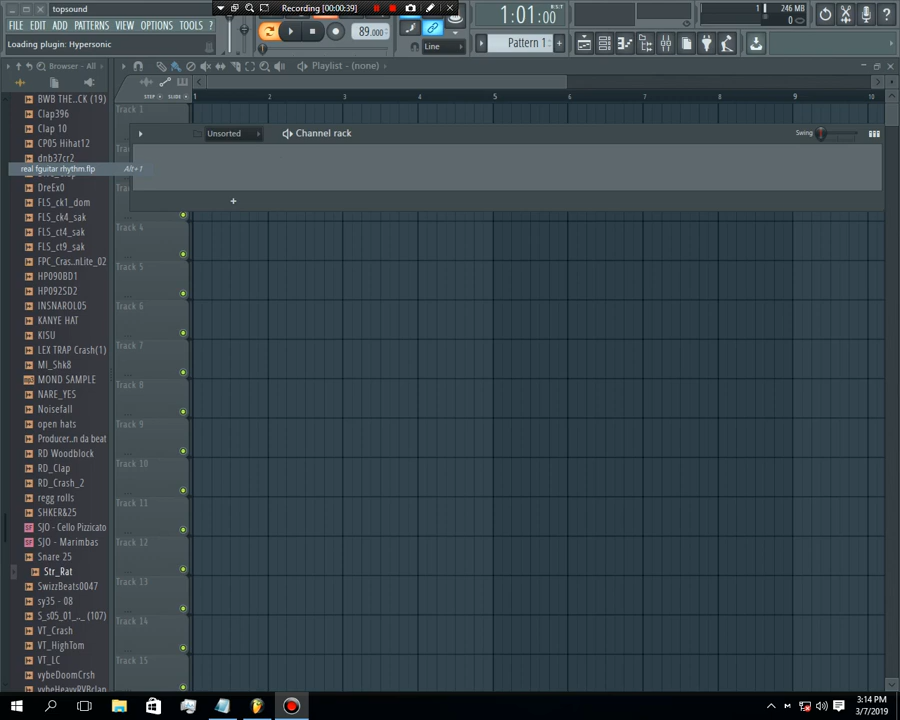 topsound
Recording [00:00:39]
FILE EDIT ADD PATTERNS VIEW OPTIONS TOOLS ?
89.000
1:01:00
B:S:T
1
246 MB
0
Loading plugin: Hypersonic
Line
Pattern 1
Browser - All
Playlist - (none)
STEP
SLIDE
1 2 3 4 5 6 7 8 9 10
BWB THE..CK (19)
Clap396
Clap 10
CP05 Hihat12
dnb37cr2
real fguitar rhythm.flp Alt+1
DreEx0
FLS_ck1_dom
FLS_ck4_sak
FLS_ct4_sak
FLS_ct9_sak
FPC_Cras..nLite_02
HP090BD1
HP092SD2
INSNAROL05
KANYE HAT
KISU
LEX TRAP Crash(1)
MI_Shk8
MOND SAMPLE
NARE_YES
Noisefall
open hats
Producer..n da beat
RD Woodblock
RD_Clap
RD_Crash_2
regg rolls
SHKER&25
SJO - Cello Pizzicato
SJO - Marimbas
Snare 25
Str_Rat
SwizzBeats0047
sy35 - 08
S_s05_01_.._ (107)
VT_Crash
VT_HighTom
VT_LC
vybeDoomCrsh
vybeHeavyRVBclap
Track 1
Unsorted
Channel rack
Swing
+
Track 4
Track 5
Track 6
Track 7
Track 8
Track 9
Track 10
Track 11
Track 12
Track 13
Track 14
Track 15
3:14 PM
3/7/2019